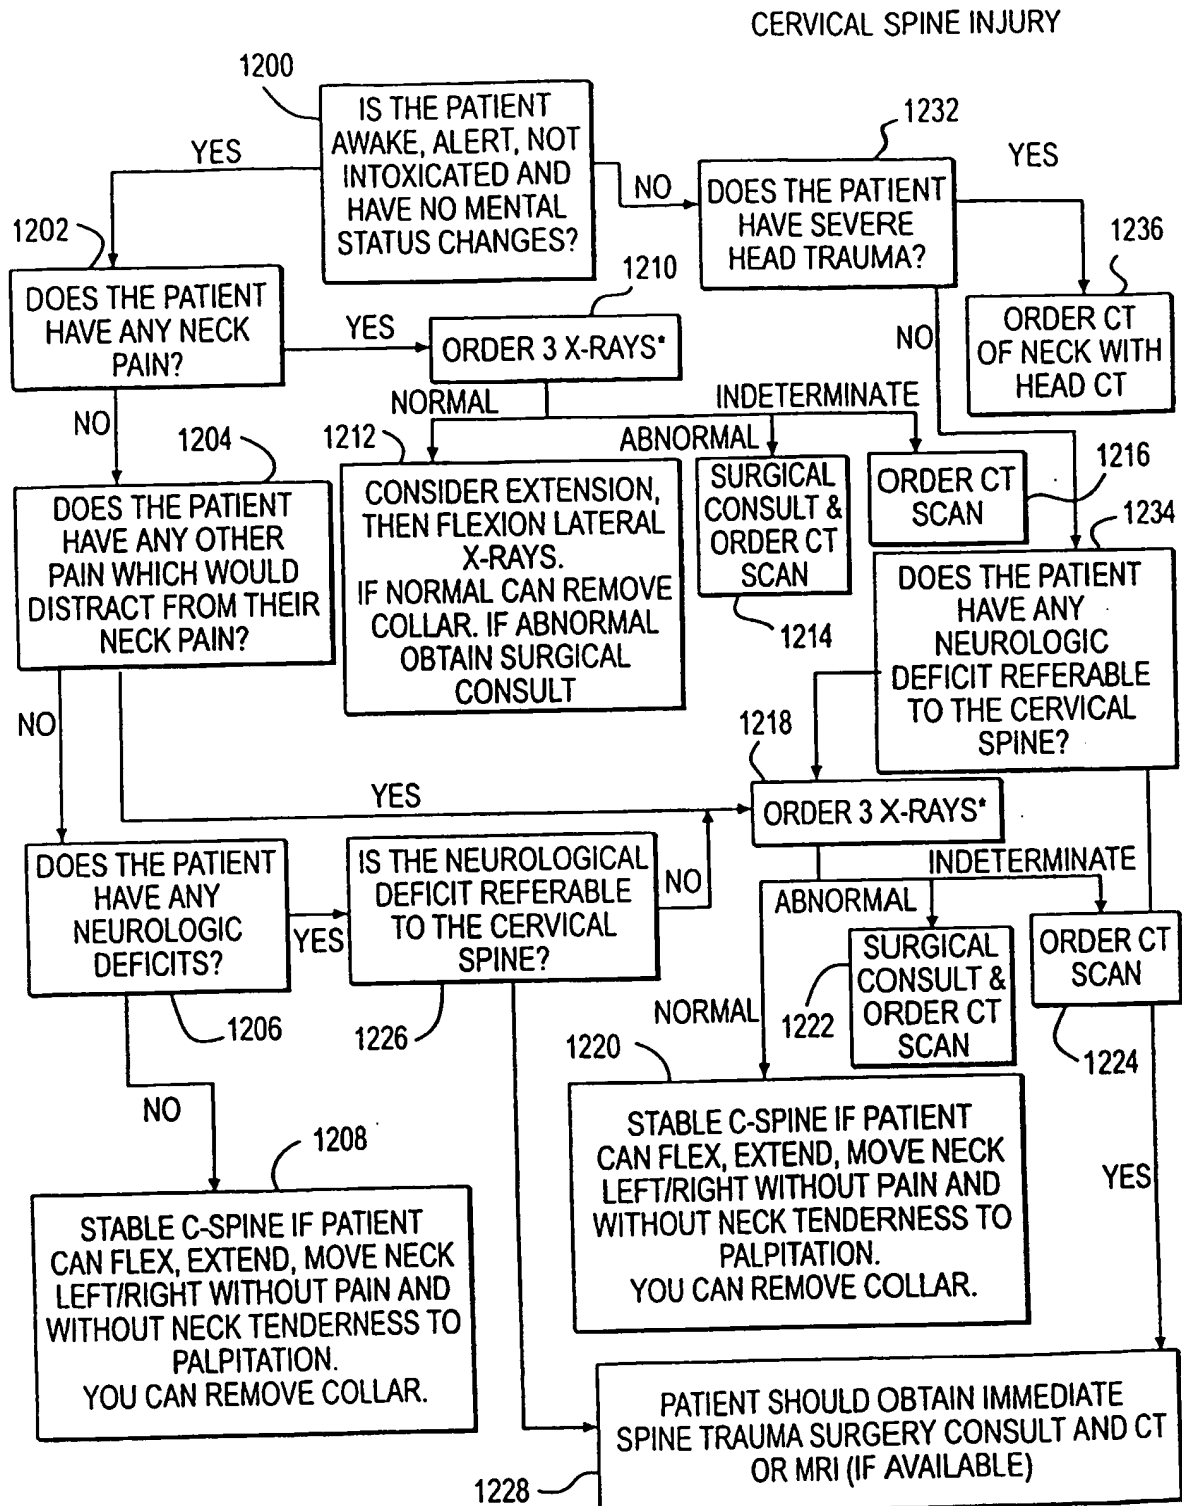 CERVICAL SPINE INJURY
1200
IS THE PATIENT
AWAKE, ALERT, NOT
INTOXICATED AND
HAVE NO MENTAL
STATUS CHANGES?
YES
NO
1232
DOES THE PATIENT
HAVE SEVERE
HEAD TRAUMA?
YES
NO
1236
ORDER CT
OF NECK WITH
HEAD CT
1202
DOES THE PATIENT
HAVE ANY NECK
PAIN?
YES
NO
1210
ORDER 3 X-RAYS*
NORMAL
ABNORMAL
INDETERMINATE
1212
CONSIDER EXTENSION,
THEN FLEXION LATERAL
X-RAYS.
IF NORMAL CAN REMOVE
COLLAR. IF ABNORMAL
OBTAIN SURGICAL
CONSULT
SURGICAL
CONSULT &
ORDER CT
SCAN
1214
ORDER CT
SCAN
1216
1204
DOES THE PATIENT
HAVE ANY OTHER
PAIN WHICH WOULD
DISTRACT FROM THEIR
NECK PAIN?
NO
YES
1234
DOES THE PATIENT
HAVE ANY
NEUROLOGIC
DEFICIT REFERABLE
TO THE CERVICAL
SPINE?
1218
ORDER 3 X-RAYS*
DOES THE PATIENT
HAVE ANY
NEUROLOGIC
DEFICITS?
1206
YES
NO
IS THE NEUROLOGICAL
DEFICIT REFERABLE
TO THE CERVICAL
SPINE?
1226
NO
NORMAL
ABNORMAL
INDETERMINATE
SURGICAL
CONSULT &
ORDER CT
SCAN
1222
ORDER CT
SCAN
1224
1220
STABLE C-SPINE IF PATIENT
CAN FLEX, EXTEND, MOVE NECK
LEFT/RIGHT WITHOUT PAIN AND
WITHOUT NECK TENDERNESS TO
PALPITATION.
YOU CAN REMOVE COLLAR.
YES
1208
STABLE C-SPINE IF PATIENT
CAN FLEX, EXTEND, MOVE NECK
LEFT/RIGHT WITHOUT PAIN AND
WITHOUT NECK TENDERNESS TO
PALPITATION.
YOU CAN REMOVE COLLAR.
PATIENT SHOULD OBTAIN IMMEDIATE
SPINE TRAUMA SURGERY CONSULT AND CT
OR MRI (IF AVAILABLE)
1228